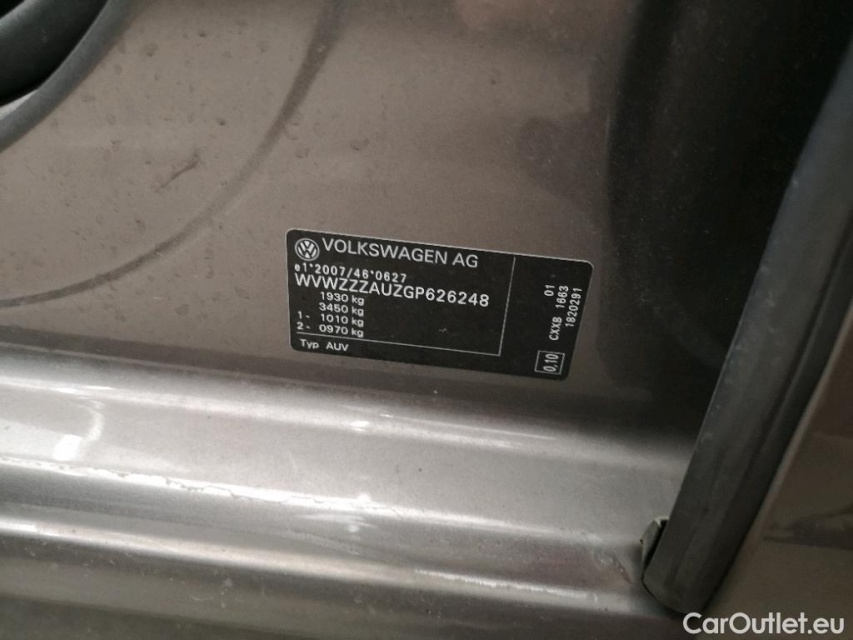 VOLKSWAGEN AG
e1*2007/46*0627
WVWZZZAUZGP626248
1930 kg
3450 kg
1- 1010 kg
2- 0970 kg
Typ AUV
01
CXXB 1663
1820291
0,10
CarOutlet.eu